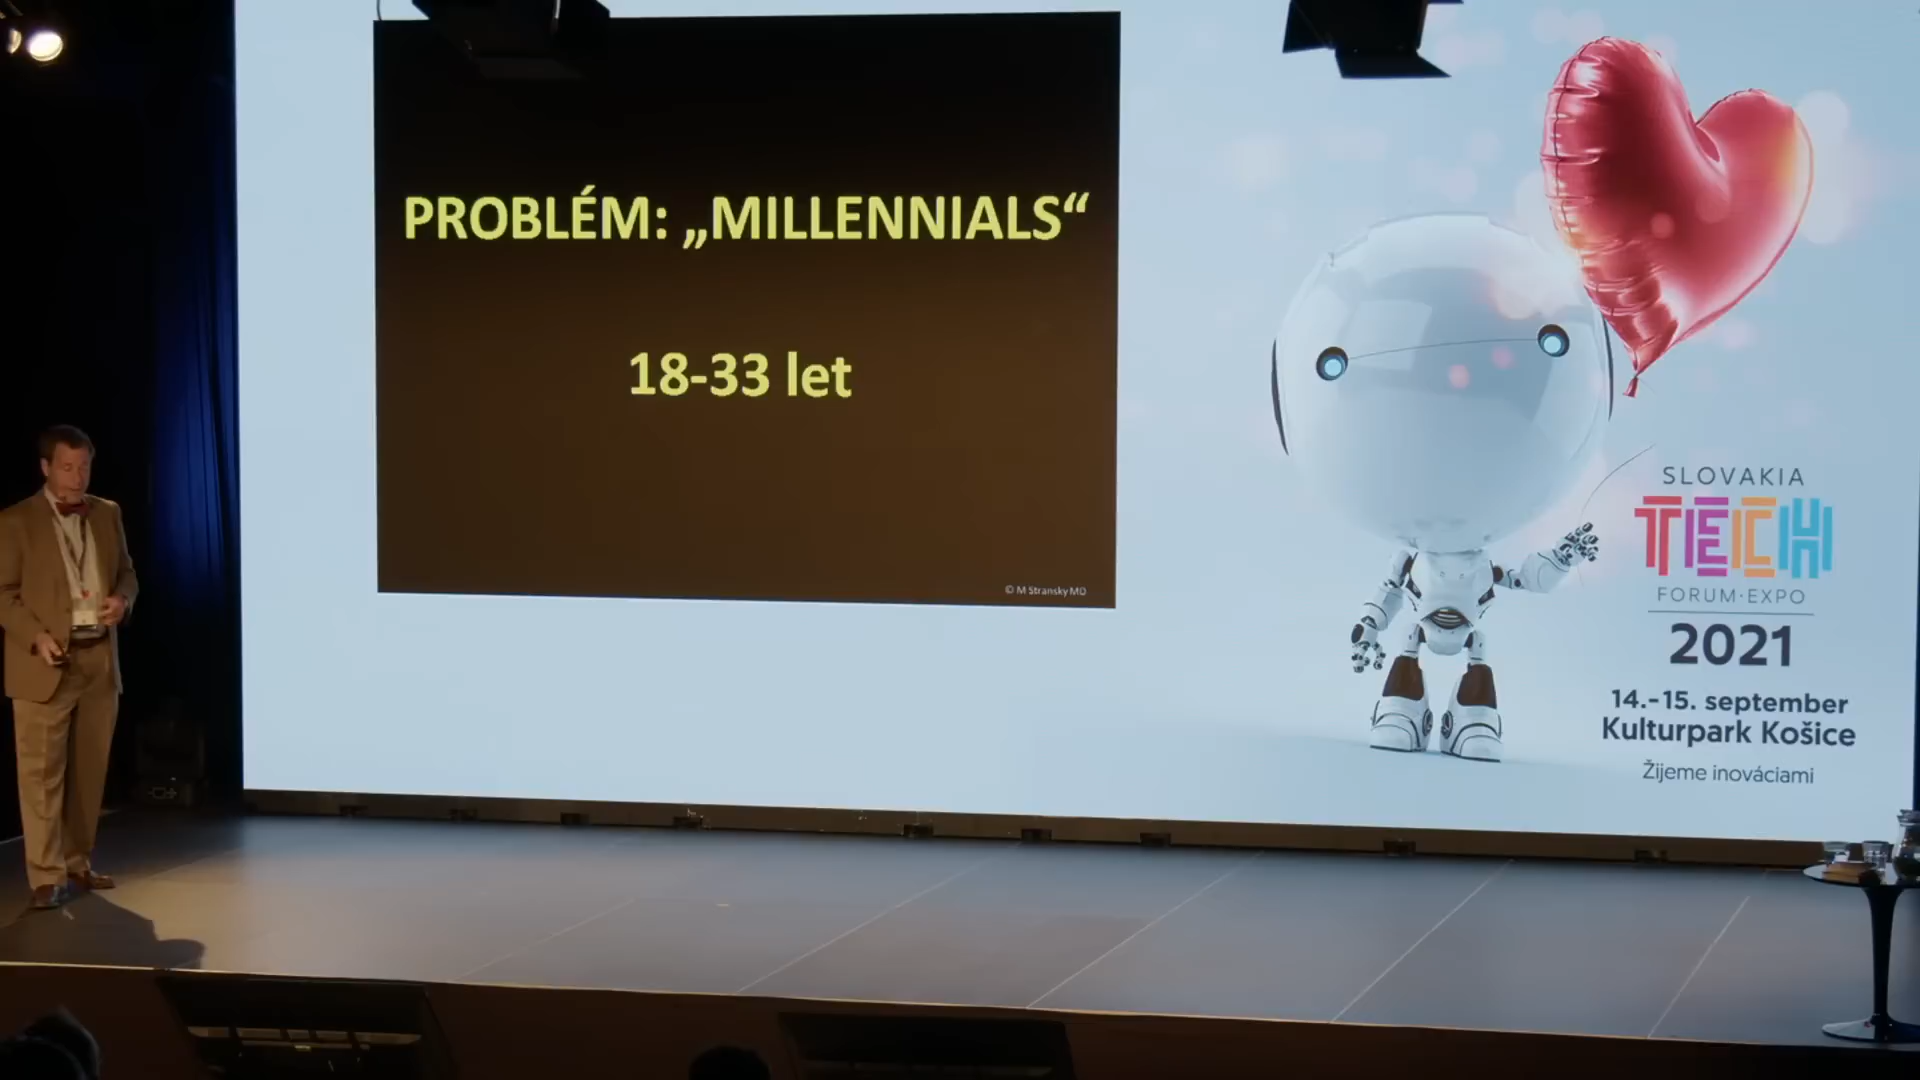 PROBLÉM: „MILLENNIALS“
18-33 let
© M Stransky MD
SLOVAKIA
TECH
FORUM·EXPO
2021
14.-15. september
Kulturpark Košice
Žijeme inováciami